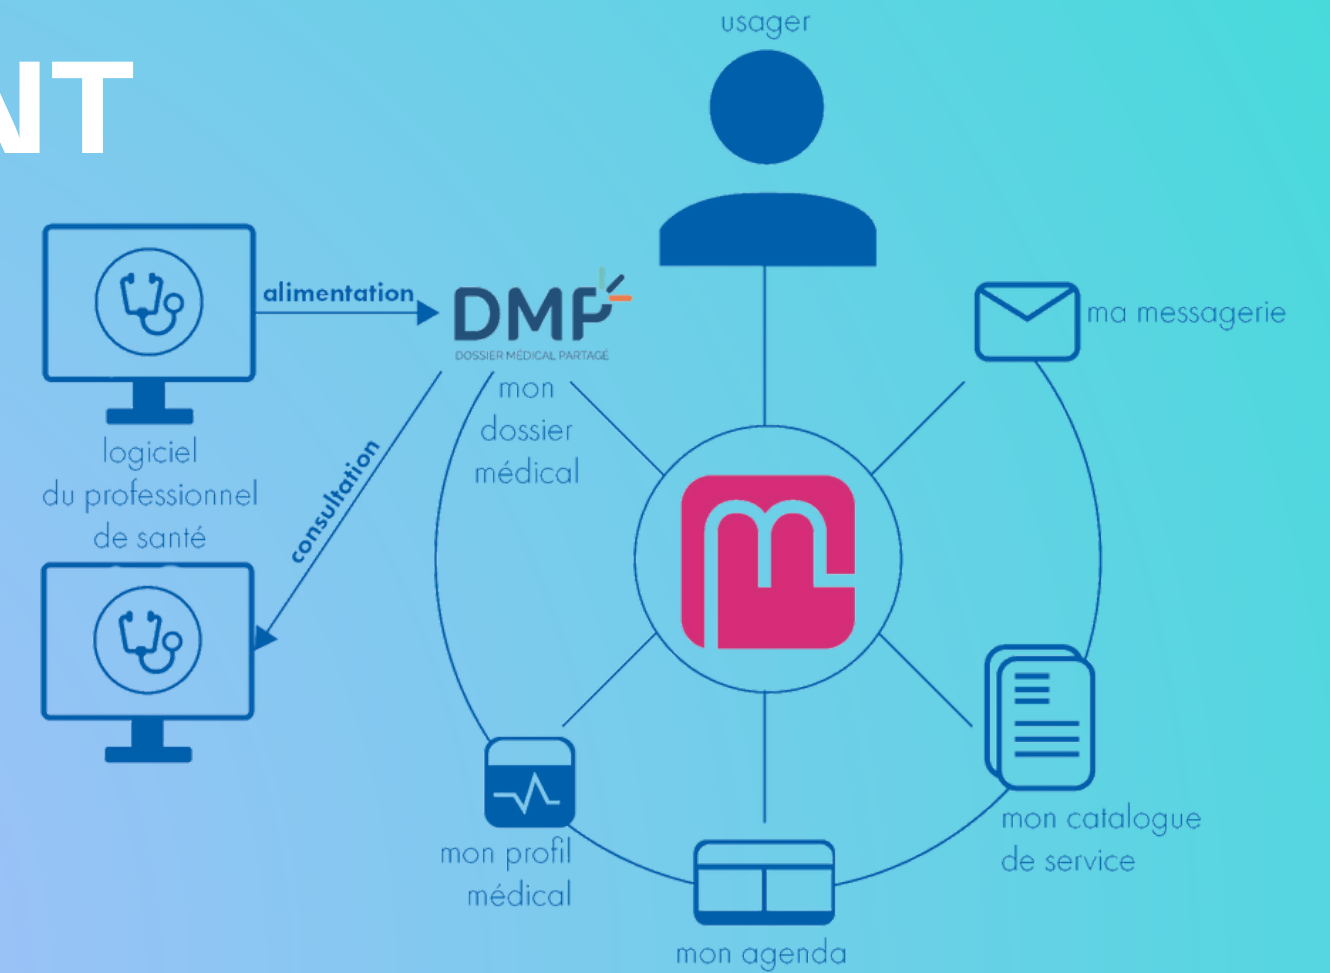 usager
NT
alimentation
DMP
DOSSIER MÉDICAL PARTAGÉ
mon
dossier
médical
ma messagerie
logiciel
du professionnel
de santé
consultation
mon profil
médical
mon catalogue
de service
mon agenda